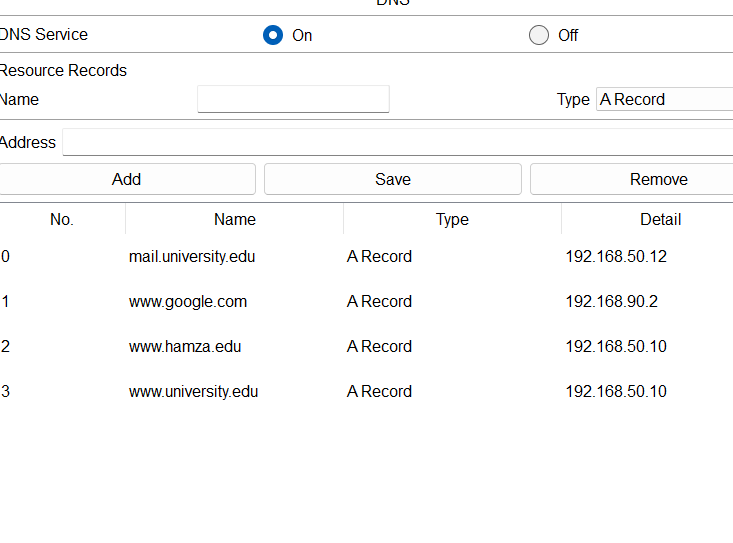 DNS
DNS Service On Off
Resource Records
Name Type A Record
Address
Add Save Remove
No. Name Type Detail
0 mail.university.edu A Record 192.168.50.12
1 www.google.com A Record 192.168.90.2
2 www.hamza.edu A Record 192.168.50.10
3 www.university.edu A Record 192.168.50.10